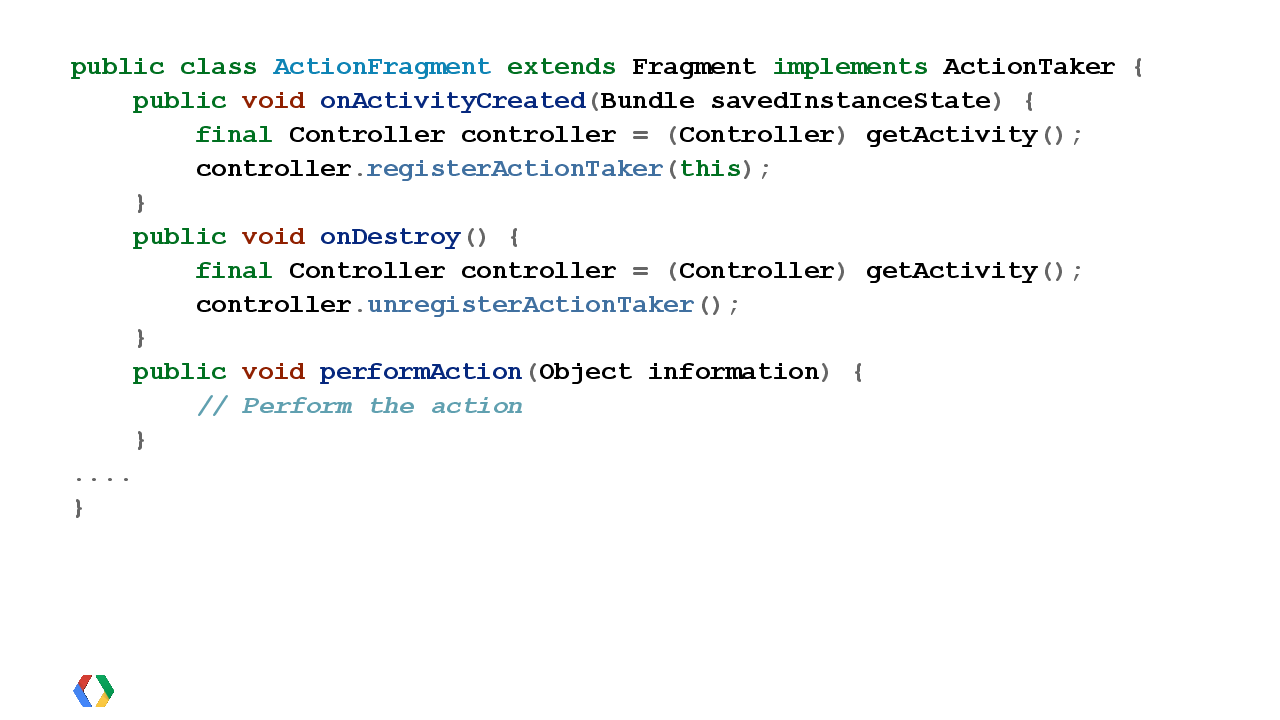 public class ActionFragment extends Fragment implements ActionTaker {
    public void onActivityCreated(Bundle savedInstanceState) {
        final Controller controller = (Controller) getActivity();
        controller.registerActionTaker(this);
    }
    public void onDestroy() {
        final Controller controller = (Controller) getActivity();
        controller.unregisterActionTaker();
    }
    public void performAction(Object information) {
        // Perform the action
    }
....
}